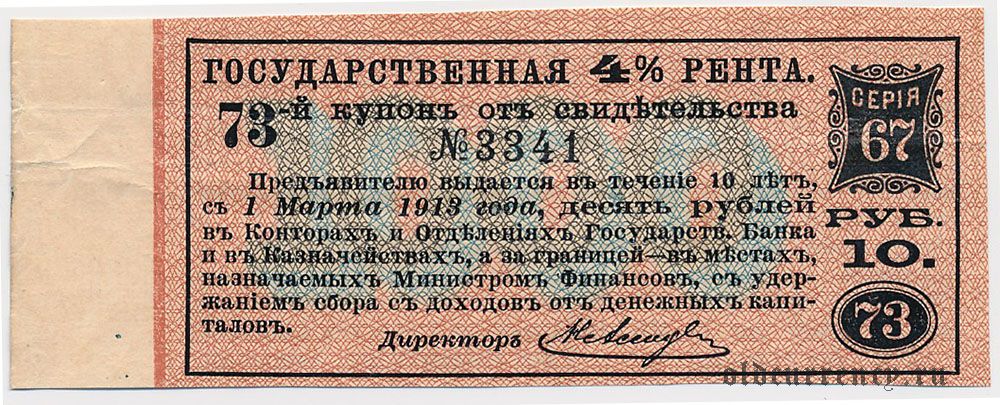 ГОСУДАРСТВЕННАЯ 4% РЕНТА.
73-й купонъ отъ свидѣтельства
№3341
Предъявителю выдается въ теченіе 10 лѣтъ,
съ 1 Марта 1913 года, десять рублей
въ Конторахъ и Отдѣленіяхъ Государств. Банка
и въ Казначействахъ, а за границей—въ мѣстахъ,
назначаемыхъ Министромъ Финансовъ, съ удер-
жаніемъ сбора съ доходовъ отъ денежныхъ капи-
таловъ.
Директоръ
СЕРІЯ
67
РУБ.
10.
73
oldcurrency.ru